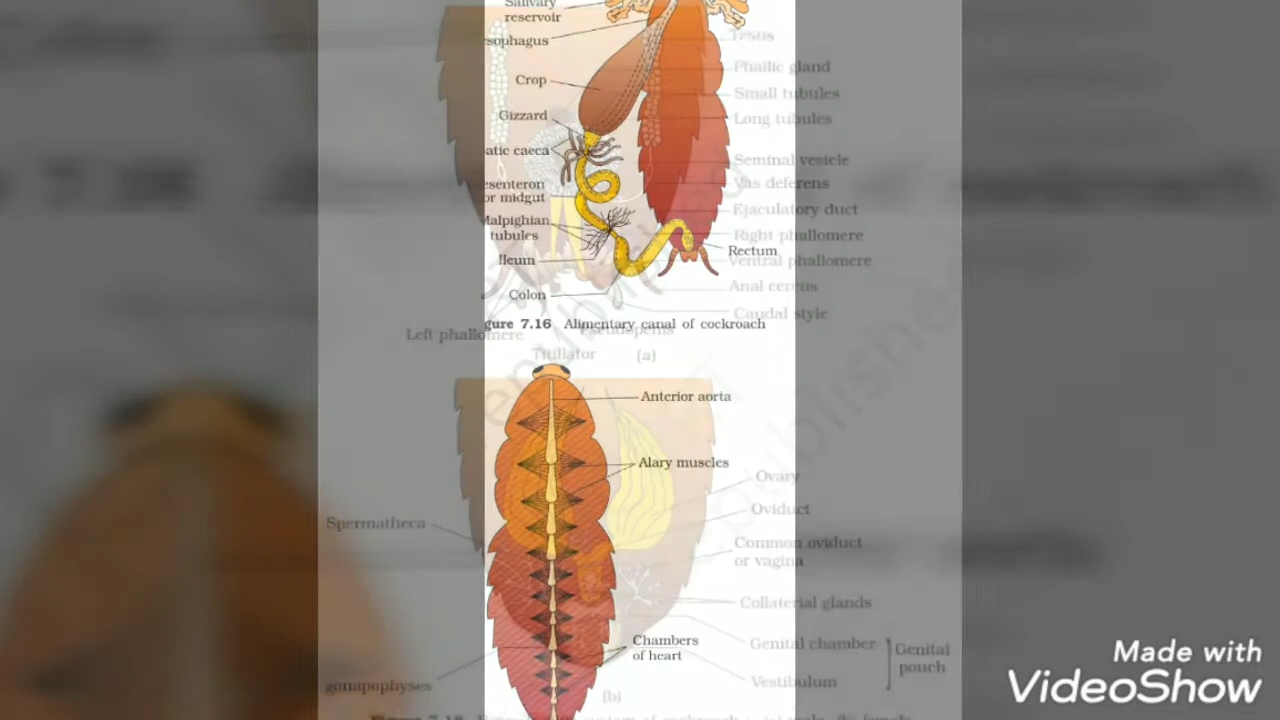 Salivary
reservoir
sophagus
Crop
Gizzard
atic caeca
esenteron
or midgut
Malpighian
tubules
Ileum
Colon
Rectum
gure 7.16 Alimentary canal of cockroach
Testis
Phallic gland
Small tubules
Long tubules
Seminal vesicle
Vas deferens
Ejaculatory duct
Right phallomere
Ventral phallomere
Anal cercus
Caudal style
Left phallomere
Pseudopenis
Titillator
(a)
Anterior aorta
Alary muscles
Chambers
of heart
Spermatheca
gonapophyses
Ovary
Oviduct
Common oviduct
or vagina
Collaterial glands
Genital chamber
Genital
pouch
Vestibulum
(b)
Made with
VideoShow